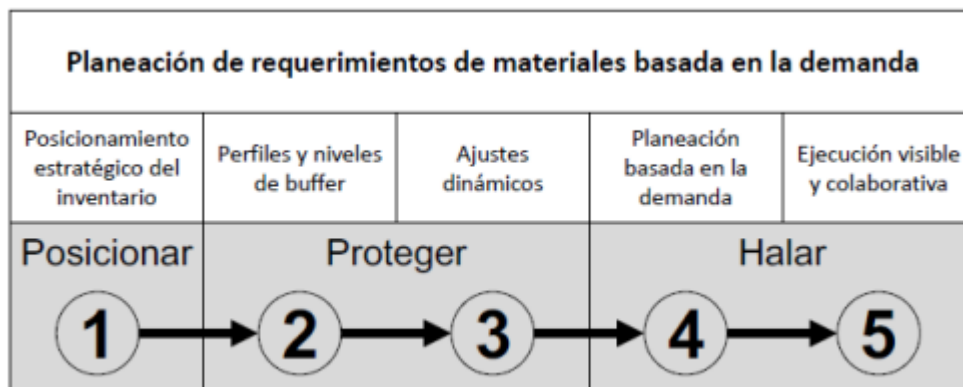 Planeación de requerimientos de materiales basada en la demanda
Posicionamiento
estratégico del
inventario
Perfiles y niveles
de buffer
Ajustes
dinámicos
Planeación
basada en la
demanda
Ejecución visible
y colaborativa
Posicionar
Proteger
Halar
1
2
3
4
5